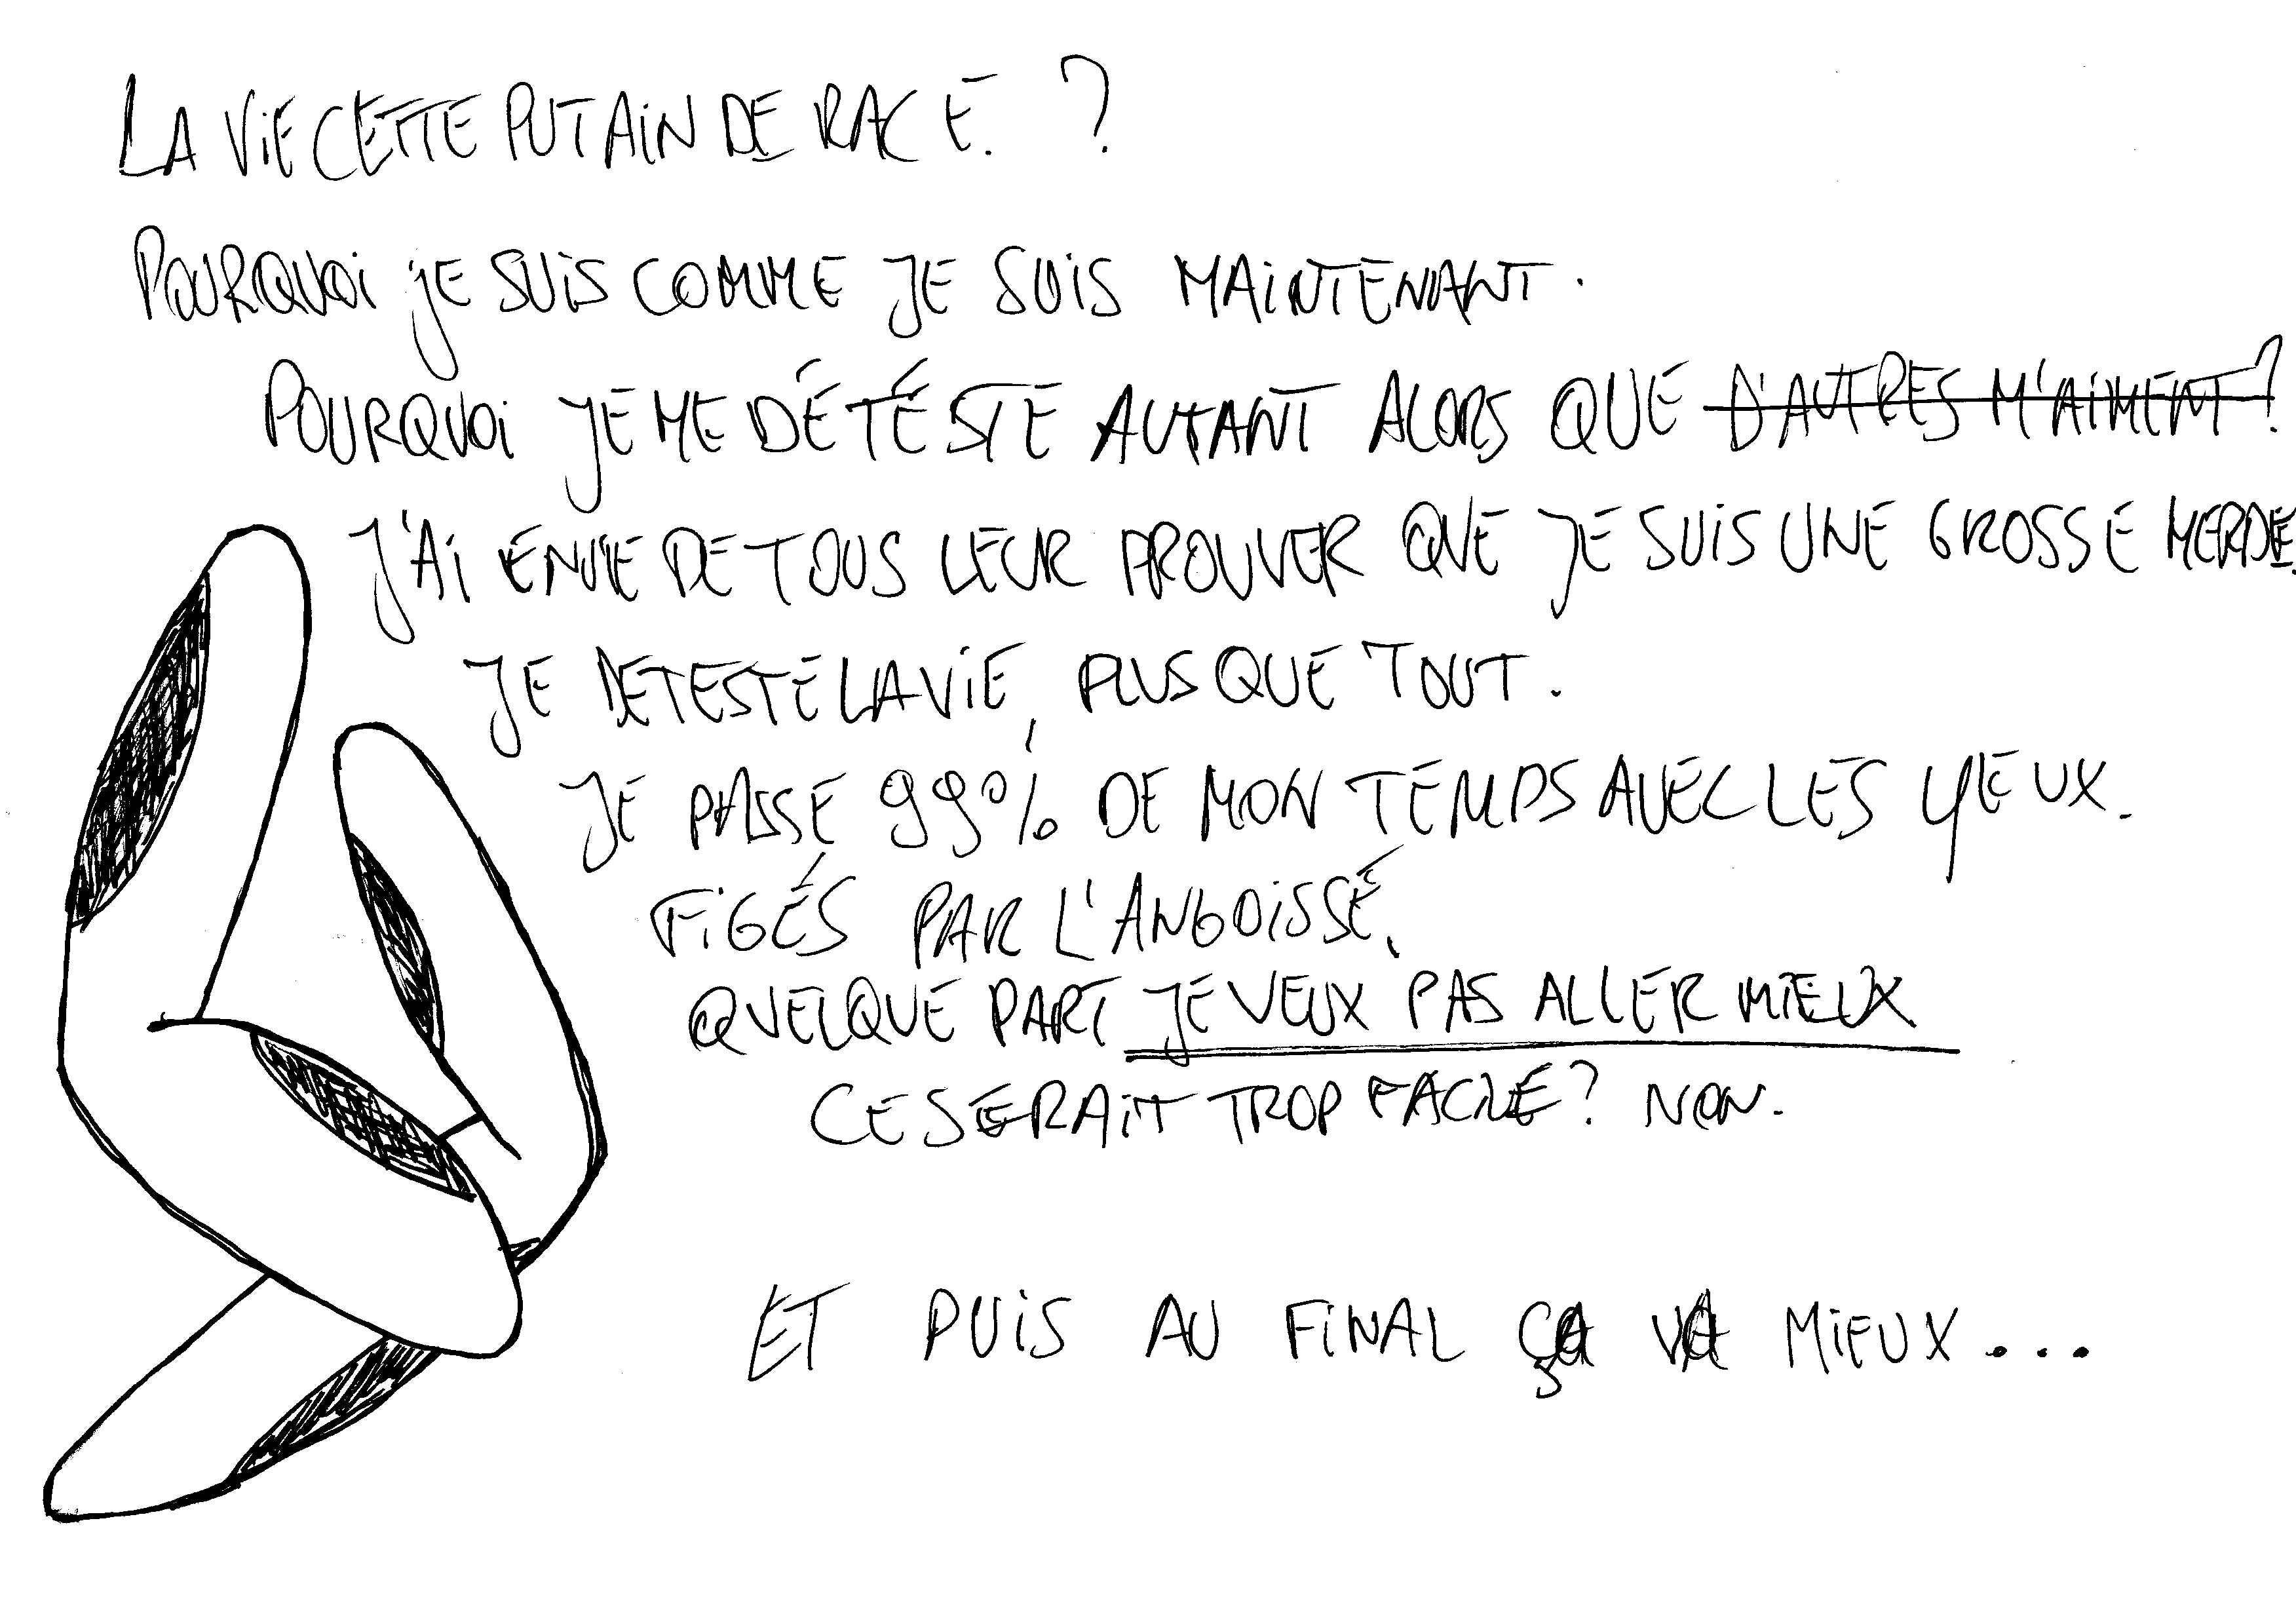 LA VIE CETTE PUTAIN DE RACE. ?
POURQUOI JE SUIS COMME JE SUIS MAINTENANT.
POURQUOI JE ME DÉTÉSTE AUTANT ALORS QUE D'AUTRES M'AIMENT?
J'AI ENVIE DE TOUS LEUR PROUVER QUE JE SUIS UNE GROSSE MERDE.
JE DETESTE LA VIE, PLUS QUE TOUT.
JE PASSE 99% DE MON TEMPS AVEC LES YEUX.
FIGÉS PAR L'ANGOISSE.
QUELQUE PART JE VEUX PAS ALLER MIEUX
CE SERAIT TROP FACILE? NON.
ET PUIS AU FINAL ÇA VA MIEUX...